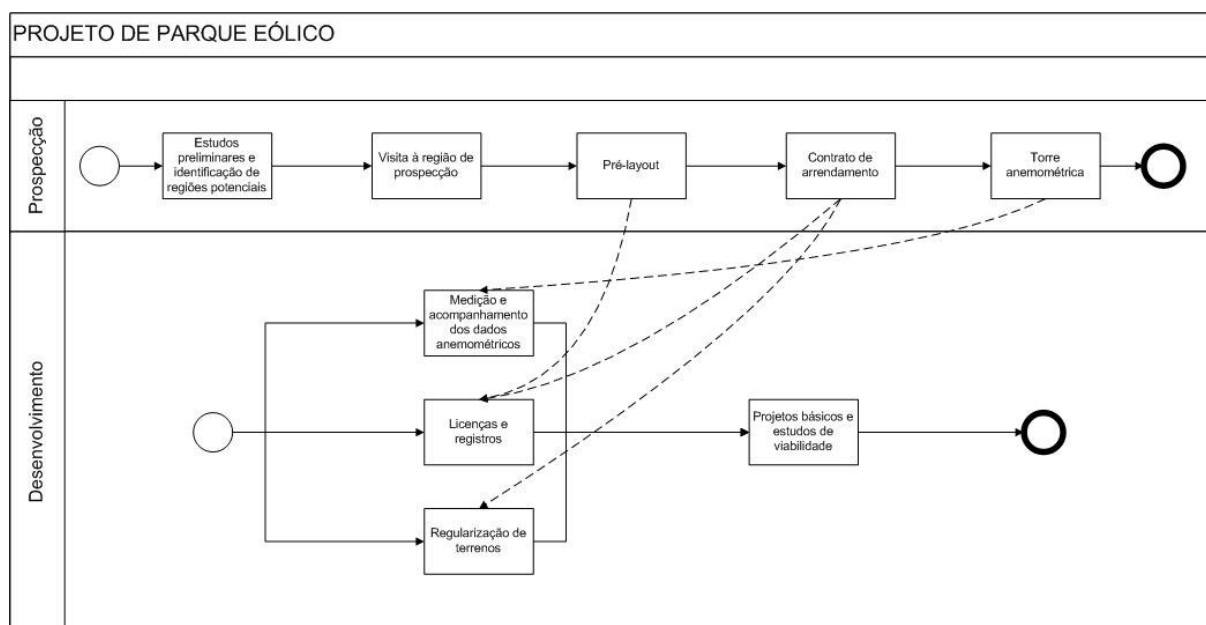 PROJETO DE PARQUE EÓLICO
Prospecção
Estudos
preliminares e
identificação de
regiões potenciais
Visita à região de
prospecção
Pré-layout
Contrato de
arrendamento
Torre
anemométrica
Desenvolvimento
Medição e
acompanhamento
dos dados
anemométricos
Licenças e
registros
Regularização de
terrenos
Projetos básicos e
estudos de
viabilidade